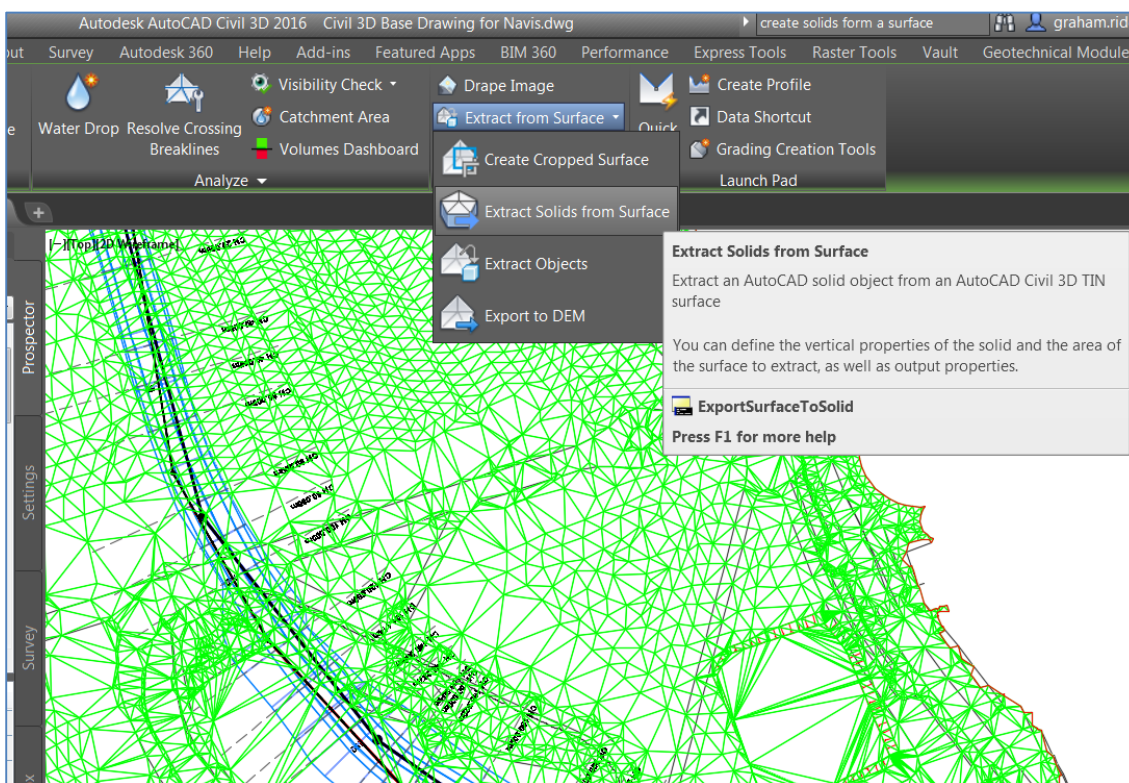 Autodesk AutoCAD Civil 3D 2016 Civil 3D Base Drawing for Navis.dwg
create solids form a surface
graham.rid
out Survey Autodesk 360 Help Add-ins Featured Apps BIM 360 Performance Express Tools Raster Tools Vault Geotechnical Module
Water Drop
Resolve Crossing
Breaklines
Visibility Check
Catchment Area
Volumes Dashboard
Analyze
Drape Image
Extract from Surface
Create Cropped Surface
Extract Solids from Surface
Extract Objects
Export to DEM
Quick
Create Profile
Data Shortcut
Grading Creation Tools
Launch Pad
[−][Top][2D Wireframe]
Extract Solids from Surface
Extract an AutoCAD solid object from an AutoCAD Civil 3D TIN
surface
You can define the vertical properties of the solid and the area of
the surface to extract, as well as output properties.
ExportSurfaceToSolid
Press F1 for more help
Prospector
Settings
Survey